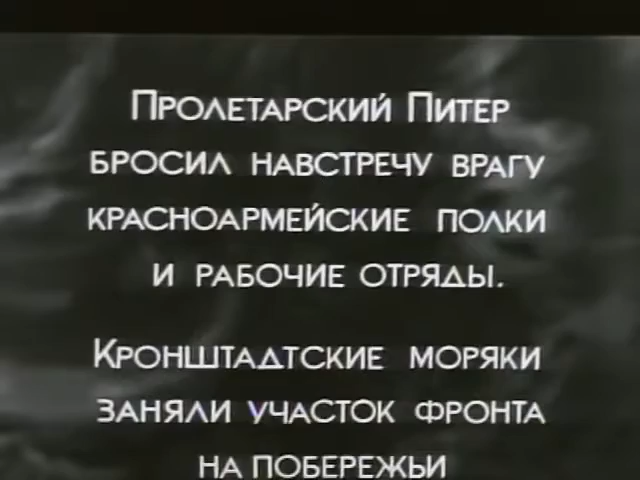 Пролетарский Питер
бросил навстречу врагу
красноармейские полки
и рабочие отряды.
Кронштадтские моряки
заняли участок фронта
на побережьи